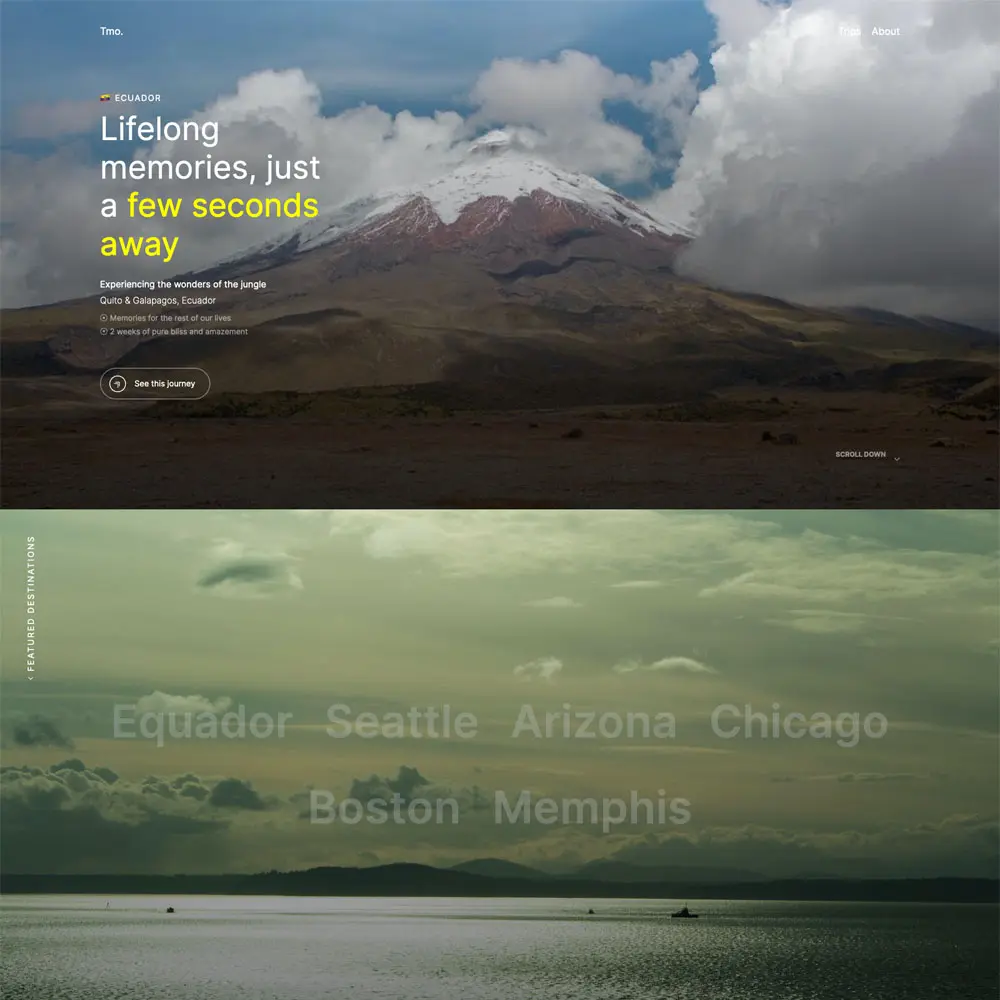 Tmo.
Trips About
ECUADOR
Lifelong
memories, just
a few seconds
away
Experiencing the wonders of the jungle
Quito & Galapagos, Ecuador
Memories for the rest of our lives
2 weeks of pure bliss and amazement
See this journey
SCROLL DOWN
FEATURED DESTINATIONS
Equador Seattle Arizona Chicago
Boston Memphis